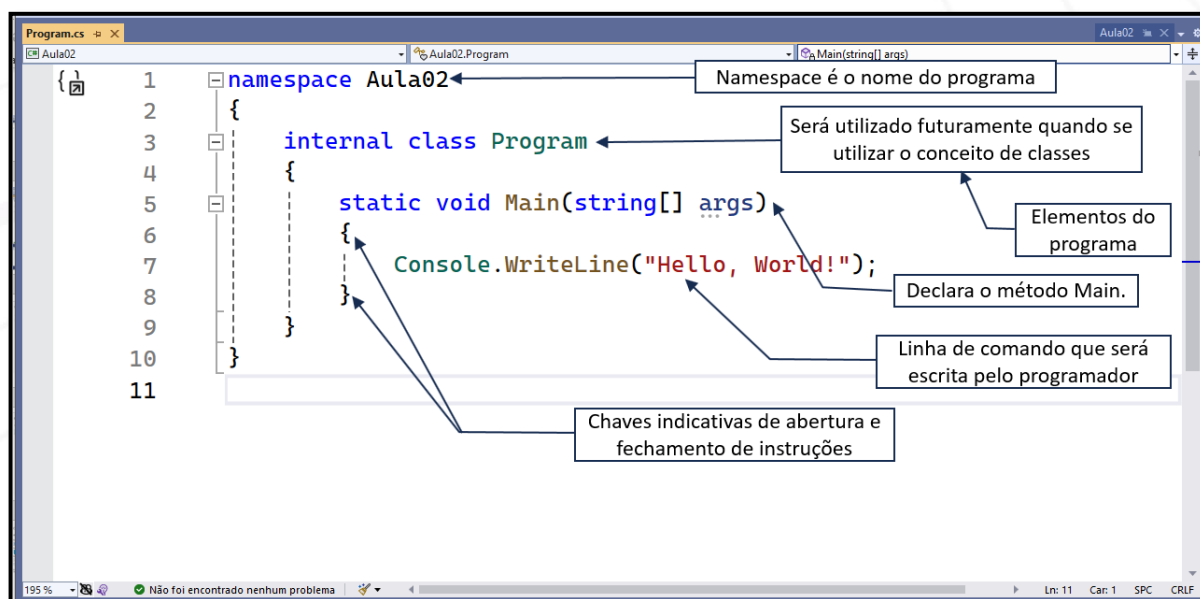 Program.cs
Aula02
Aula02
Aula02.Program
Main(string[] args)
1 namespace Aula02
Namespace é o nome do programa
2 {
3 internal class Program
Será utilizado futuramente quando se
utilizar o conceito de classes
4 {
5 static void Main(string[] args)
Elementos do
programa
6 {
7 Console.WriteLine("Hello, World!");
Declara o método Main.
8 }
9 }
Linha de comando que será
escrita pelo programador
10 }
11
Chaves indicativas de abertura e
fechamento de instruções
195 % Não foi encontrado nenhum problema Ln: 11 Car: 1 SPC CRLF